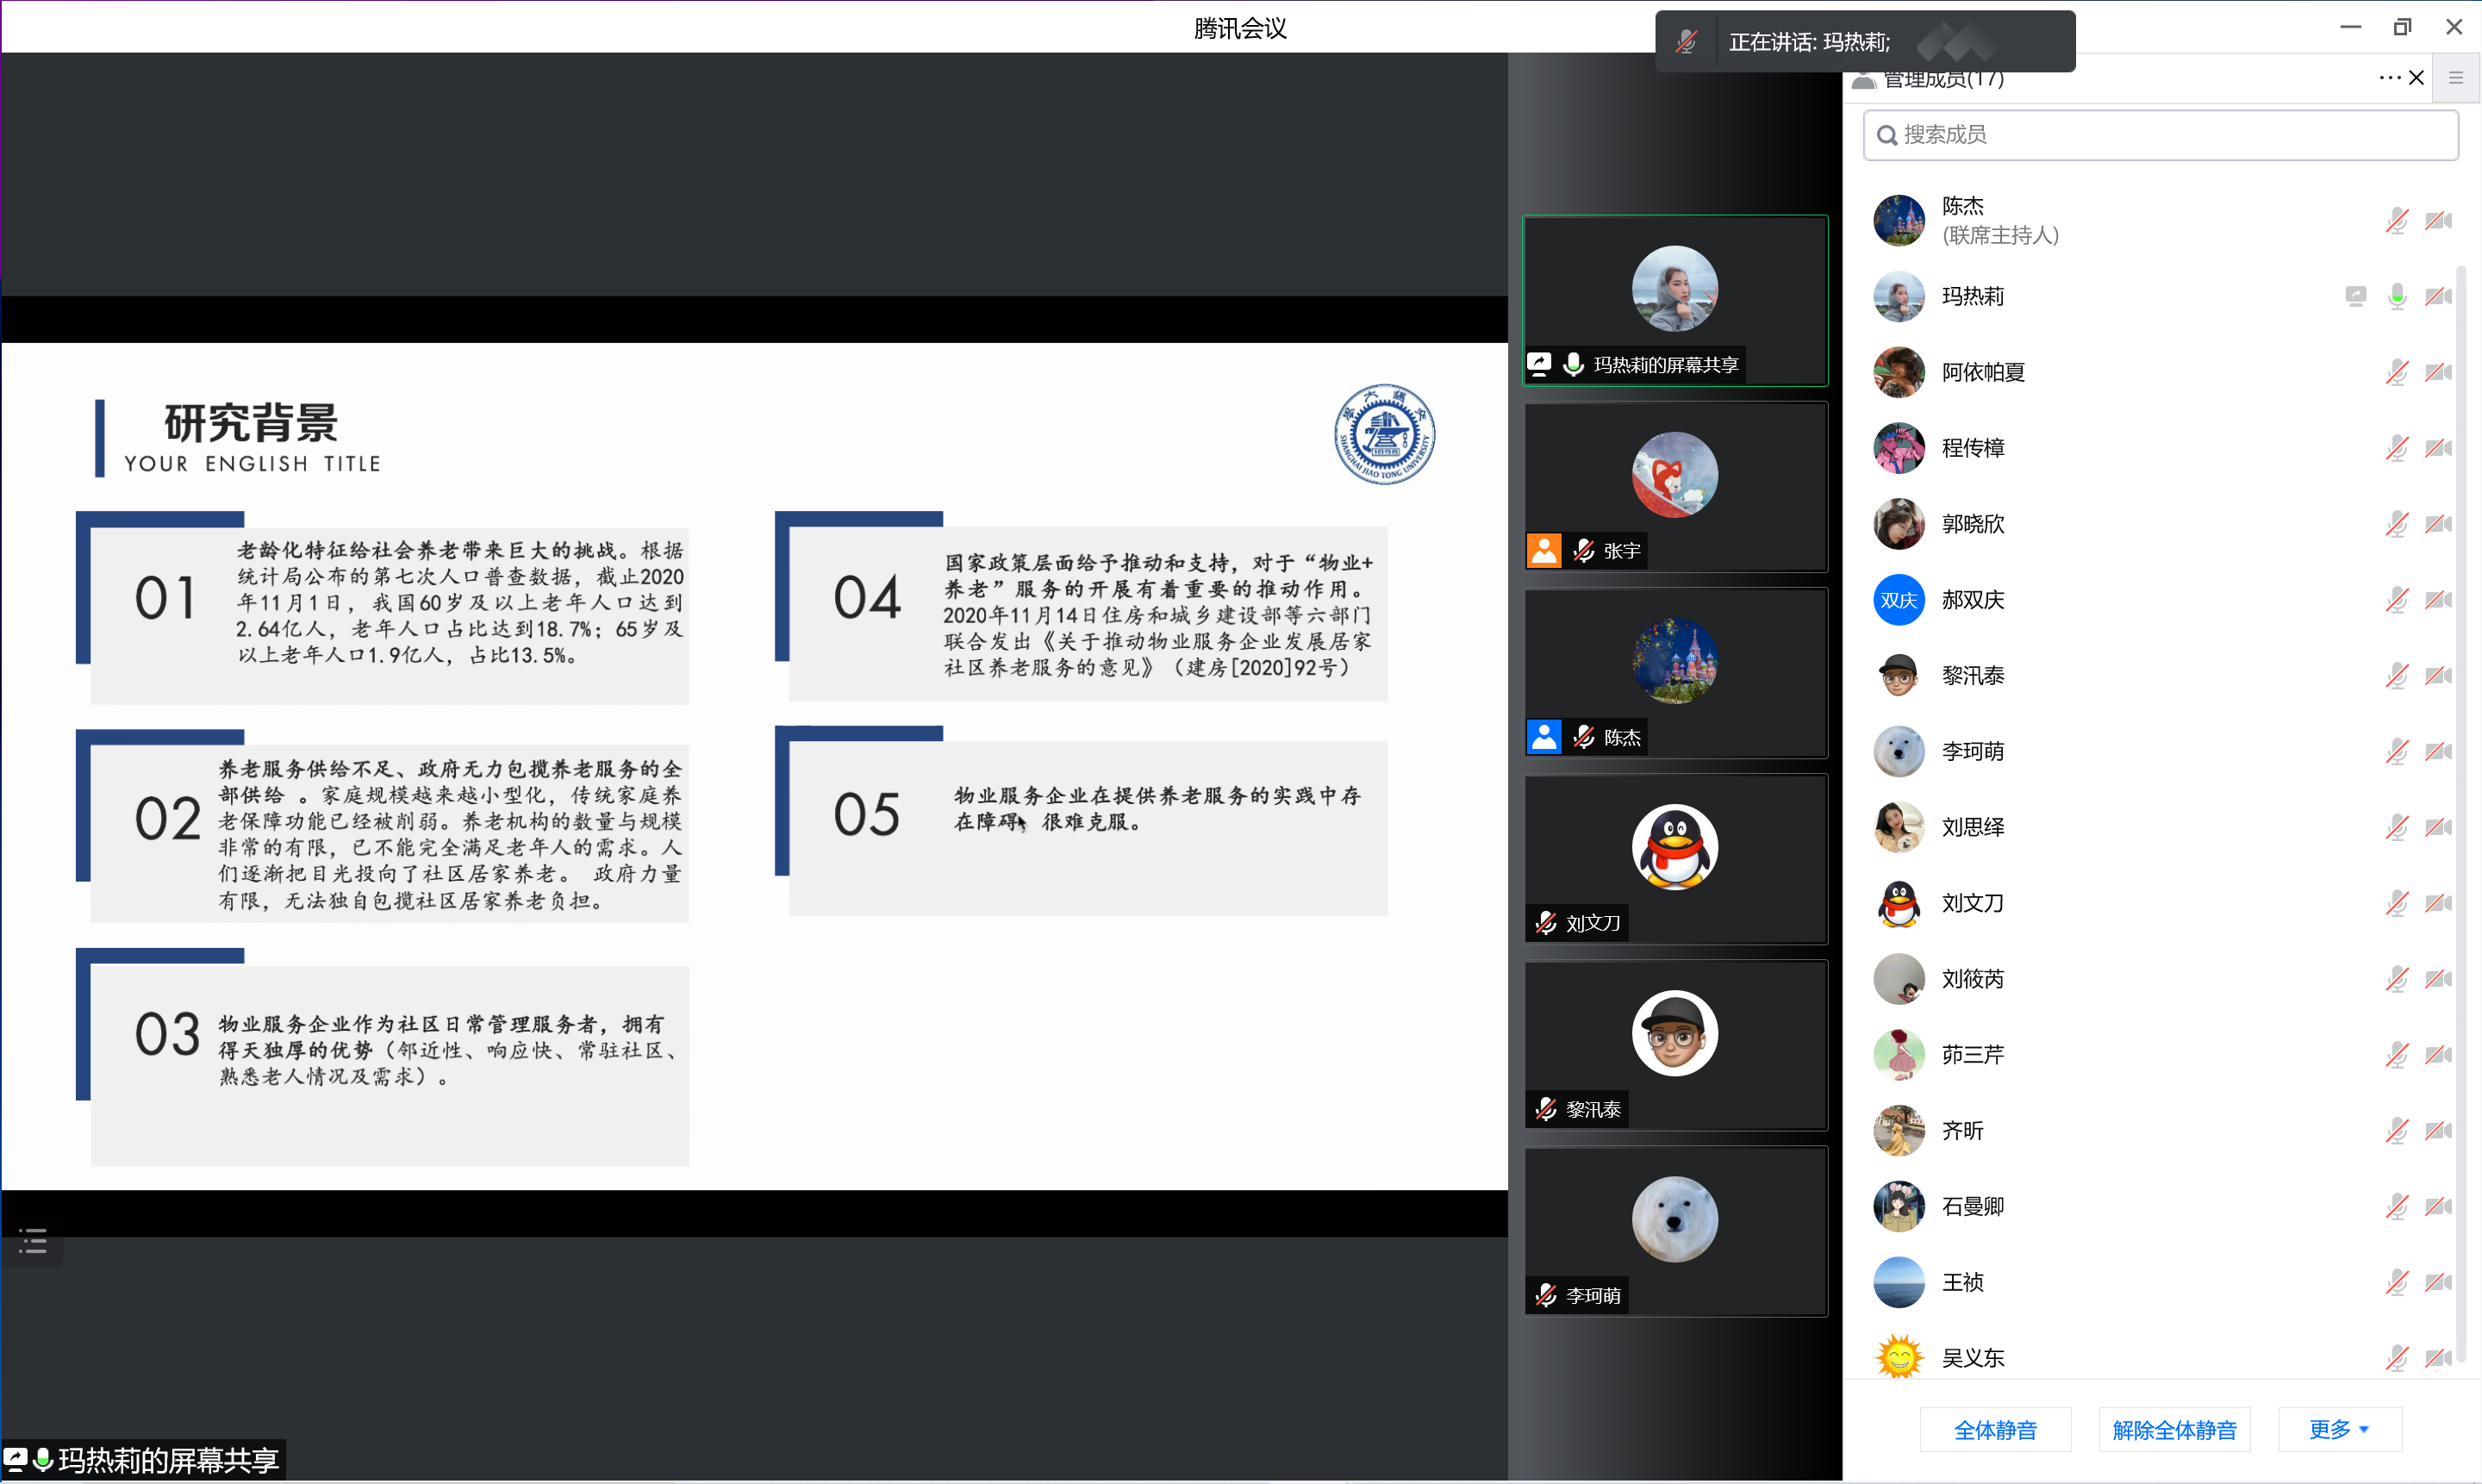 腾讯会议
正在讲话: 玛热莉;
管理成员(17)
搜索成员
陈杰
(联席主持人)
玛热莉
阿依帕夏
程传樟
郭晓欣
双庆
郝双庆
黎汛泰
李珂萌
刘思绎
刘文刀
刘筱芮
茆三芹
齐昕
石曼卿
王祯
吴义东
全体静音
解除全体静音
更多
玛热莉的屏幕共享
张宇
陈杰
刘文刀
黎汛泰
李珂萌
研究背景
YOUR ENGLISH TITLE
SHANGHAI JIAO TONG UNIVERSITY
1896
01
老龄化特征给社会养老带来巨大的挑战。根据
统计局公布的第七次人口普查数据，截止2020
年11月1日，我国60岁及以上老年人口达到
2.64亿人，老年人口占比达到18.7%；65岁及
以上老年人口1.9亿人，占比13.5%。
02
养老服务供给不足、政府无力包揽养老服务的全
部供给 。家庭规模越来越小型化，传统家庭养
老保障功能已经被削弱。养老机构的数量与规模
非常的有限，已不能完全满足老年人的需求。人
们逐渐把目光投向了社区居家养老。 政府力量
有限，无法独自包揽社区居家养老负担。
03
物业服务企业作为社区日常管理服务者，拥有
得天独厚的优势（邻近性、响应快、常驻社区、
熟悉老人情况及需求）。
04
国家政策层面给予推动和支持，对于“物业+
养老”服务的开展有着重要的推动作用。
2020年11月14日住房和城乡建设部等六部门
联合发出《关于推动物业服务企业发展居家
社区养老服务的意见》（建房[2020]92号）
05
物业服务企业在提供养老服务的实践中存
在障碍 很难克服。
玛热莉的屏幕共享